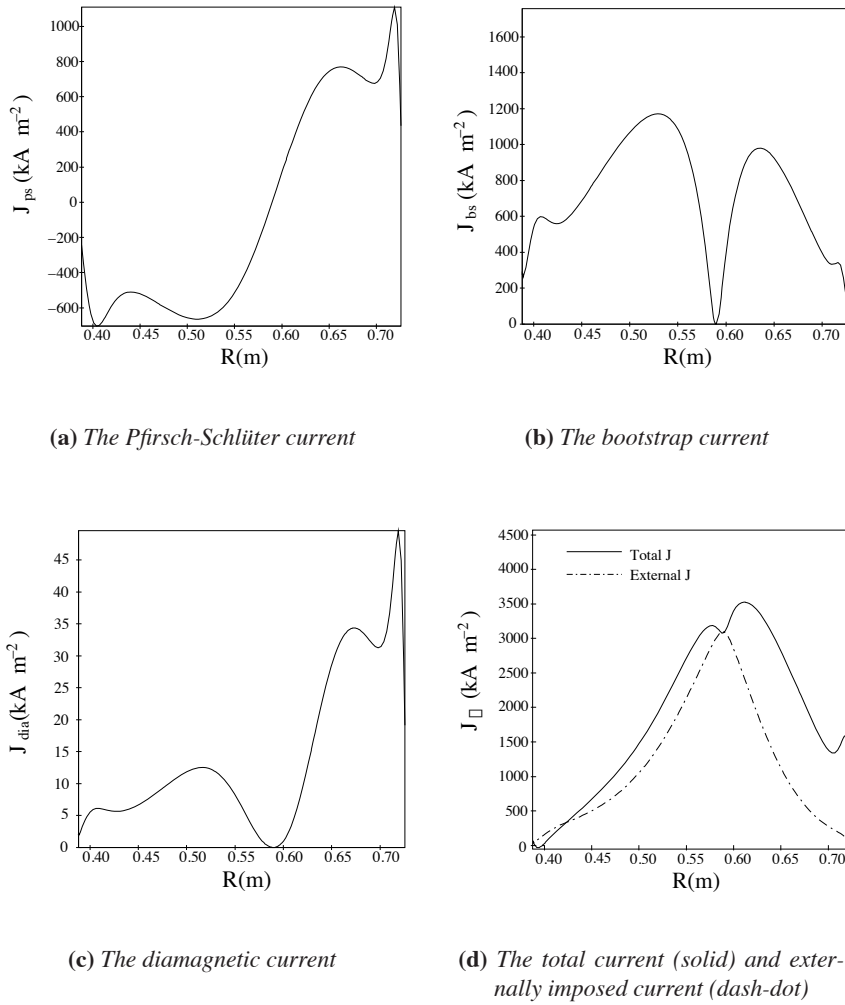 1000
800
600
400
200
0
−200
−400
−600
J ps (kA m−2)
0.40 0.45 0.50 0.55 0.60 0.65 0.70
R(m)
(a) The Pfirsch-Schlüter current
1600
1400
1200
1000
800
600
400
200
0
J bs (kA m−2)
0.40 0.45 0.50 0.55 0.60 0.65 0.70
R(m)
(b) The bootstrap current
45
40
35
30
25
20
15
10
5
0
J dia(kA m−2)
0.40 0.45 0.50 0.55 0.60 0.65 0.70
R(m)
(c) The diamagnetic current
4500
4000
3500
3000
2500
2000
1500
1000
500
0
J □ (kA m−2)
Total J
External J
0.40 0.45 0.50 0.55 0.60 0.65 0.70
R(m)
(d) The total current (solid) and exter-
nally imposed current (dash-dot)